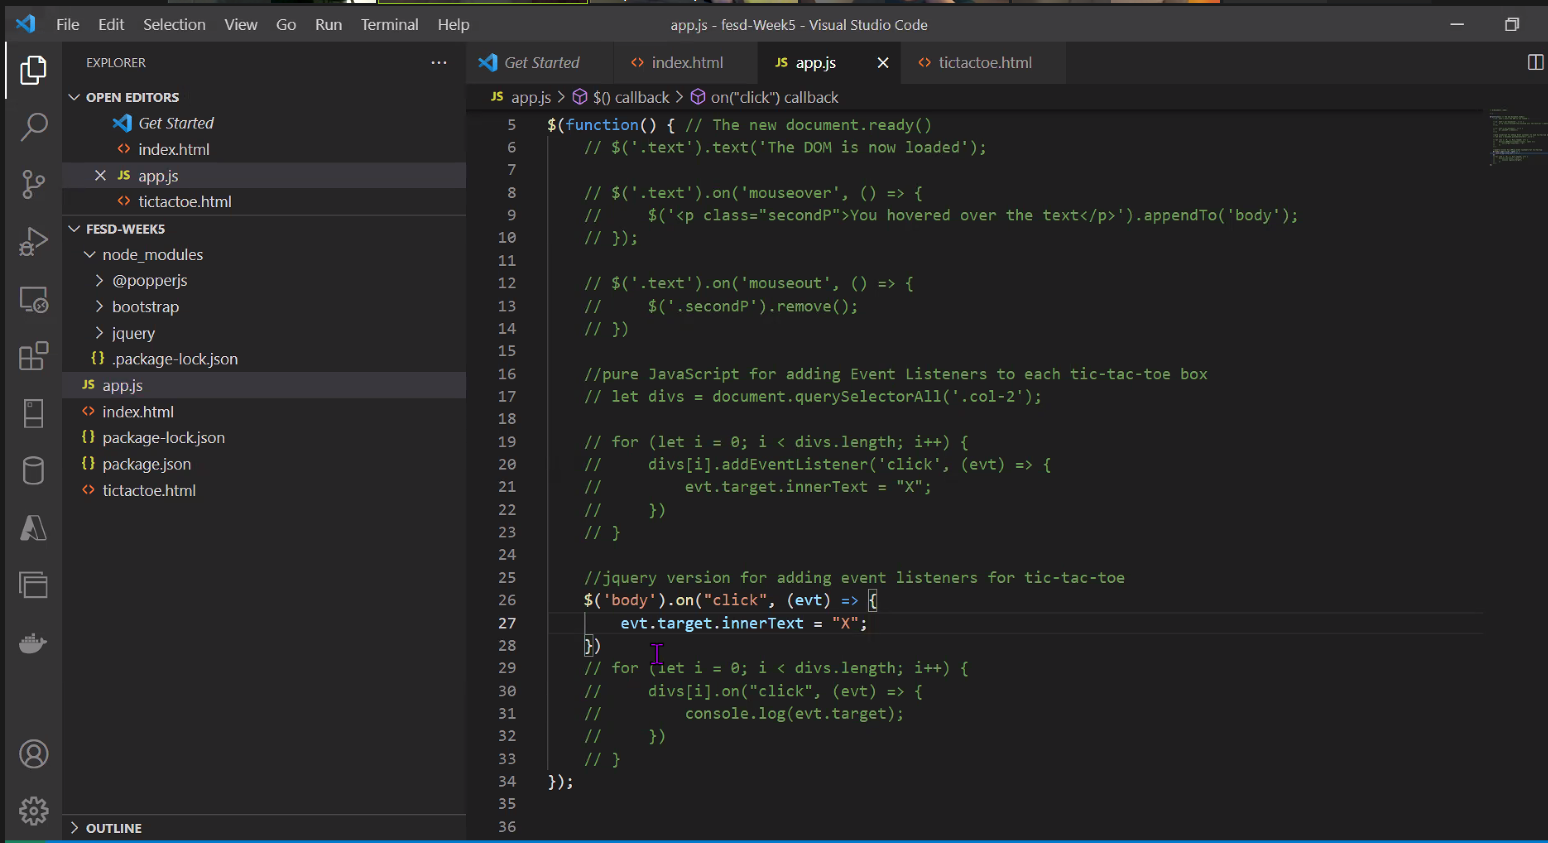 File Edit Selection View Go Run Terminal Help
app.js - fesd-Week5 - Visual Studio Code
EXPLORER ···
OPEN EDITORS
Get Started
index.html
JS app.js
tictactoe.html
FESD-WEEK5
node_modules
@popperjs
bootstrap
jquery
{} .package-lock.json
JS app.js
index.html
{} package-lock.json
{} package.json
tictactoe.html
OUTLINE
Get Started index.html JS app.js tictactoe.html
JS app.js > $() callback > on("click") callback
5 $(function() { // The new document.ready()
6 // $('.text').text('The DOM is now loaded');
7
8 // $('.text').on('mouseover', () => {
9 //     $('<p class="secondP">You hovered over the text</p>').appendTo('body');
10 // });
11
12 // $('.text').on('mouseout', () => {
13 //     $('.secondP').remove();
14 // })
15
16 //pure JavaScript for adding Event Listeners to each tic-tac-toe box
17 // let divs = document.querySelectorAll('.col-2');
18
19 // for (let i = 0; i < divs.length; i++) {
20 //     divs[i].addEventListener('click', (evt) => {
21 //         evt.target.innerText = "X";
22 //     })
23 // }
24
25 //jquery version for adding event listeners for tic-tac-toe
26 $('body').on("click", (evt) => {
27     evt.target.innerText = "X";
28 })
29 // for (let i = 0; i < divs.length; i++) {
30 //     divs[i].on("click", (evt) => {
31 //         console.log(evt.target);
32 //     })
33 // }
34 });
35
36